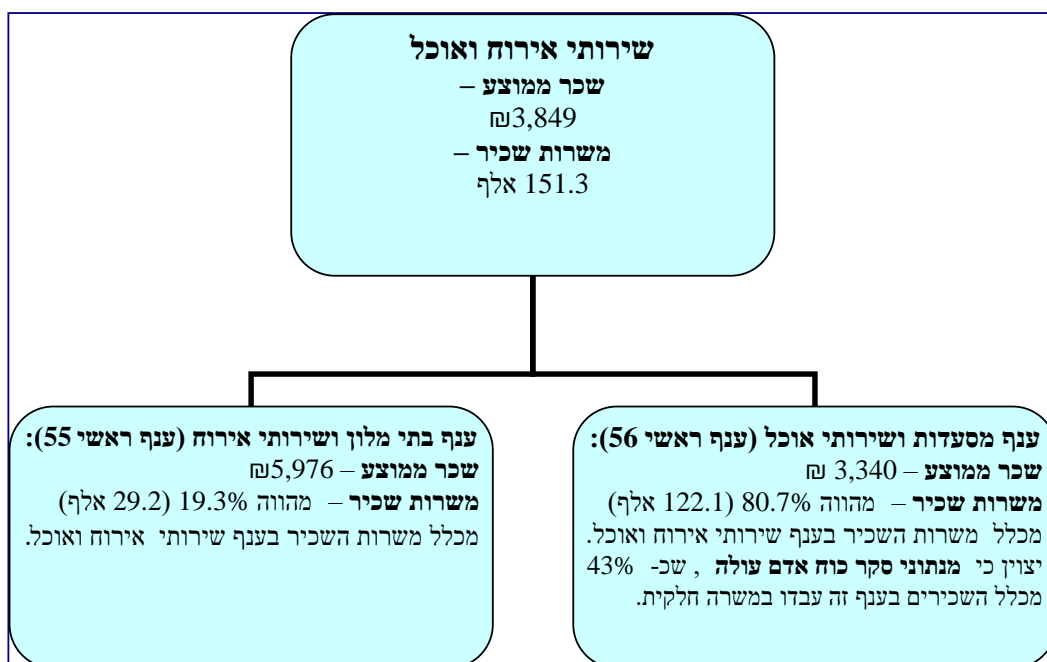 שירותי אירוח ואוכל
שכר ממוצע –
3,849₪
משרות שכיר –
151.3 אלף
ענף מסעדות ושירותי אוכל (ענף ראשי 56):
שכר ממוצע – 3,340 ₪
משרות שכיר – מהווה 80.7% (122.1 אלף)
מכלל משרות השכיר בענף שירותי אירוח ואוכל.
יצוין כי מנתוני סקר כוח אדם עולה , שכ- 43%
מכלל השכירים בענף זה עבדו במשרה חלקית.
ענף בתי מלון ושירותי אירוח (ענף ראשי 55):
שכר ממוצע – 5,976₪
משרות שכיר – מהווה 19.3% (29.2 אלף)
מכלל משרות השכיר בענף שירותי אירוח ואוכל.